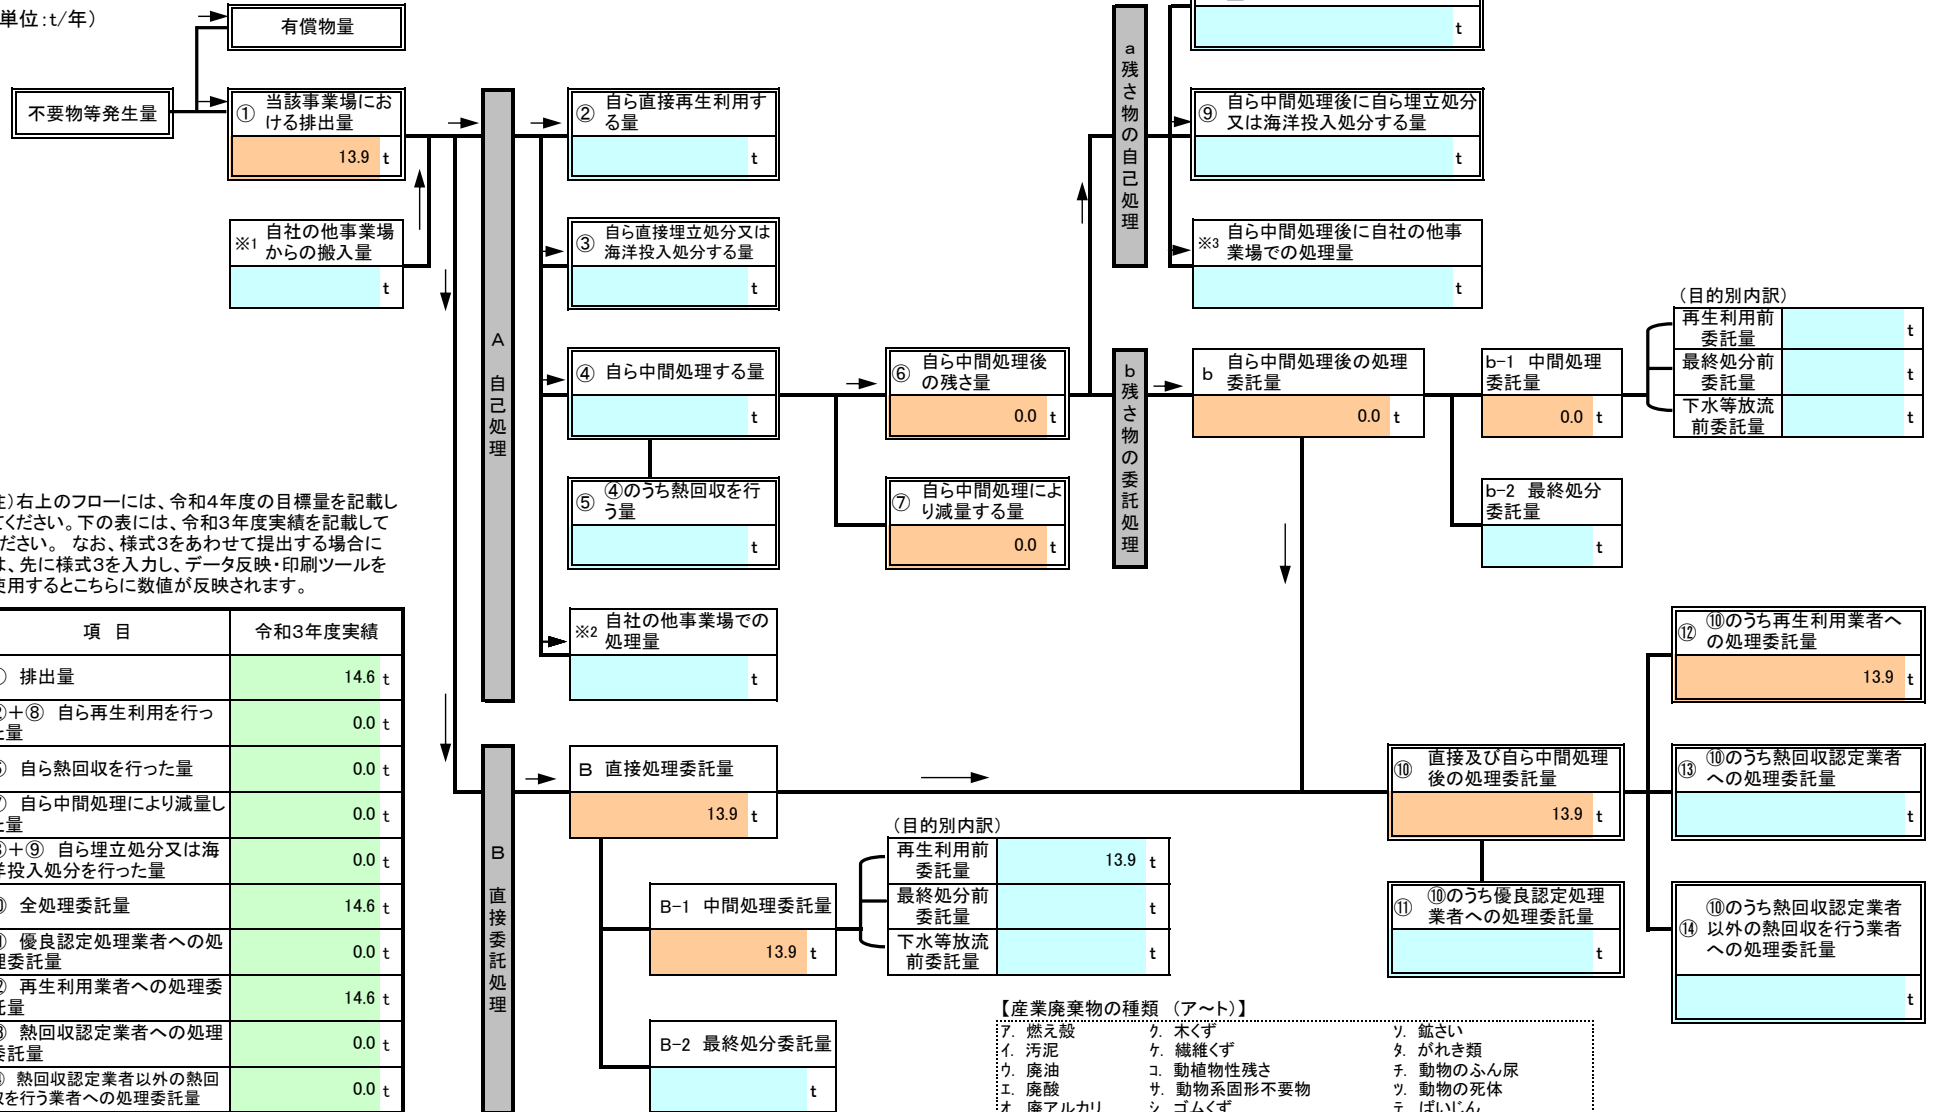 単位:t/年）
有償物量
不要物等発生量
① 当該事業場にお
ける排出量
13.9 t
※1 自社の他事業場
からの搬入量
t
A 自己処理
② 自ら直接再生利用す
る量
t
③ 自ら直接埋立処分又は
海洋投入処分する量
t
④ 自ら中間処理する量
t
⑤ ④のうち熱回収を行
う量
t
※2 自社の他事業場での
処理量
t
⑥ 自ら中間処理後
の残さ量
0.0 t
⑦ 自ら中間処理によ
り減量する量
0.0 t
a 残さ物の自己処理
t
⑨ 自ら中間処理後に自ら埋立処分
又は海洋投入処分する量
t
※3 自ら中間処理後に自社の他事
業場での処理量
t
b 残さ物の委託処理
b 自ら中間処理後の処理
委託量
0.0 t
b-1 中間処理
委託量
0.0 t
（目的別内訳）
再生利用前
委託量
t
最終処分前
委託量
t
下水等放流
前委託量
b-2 最終処分
委託量
t
）右上のフローには、令和４年度の目標量を記載し
ください。下の表には、令和３年度実績を記載して
ださい。 なお、様式３をあわせて提出する場合に
、先に様式３を入力し、データ反映・印刷ツールを
使用するとこちらに数値が反映されます。
項 目 令和３年度実績
排出量 14.6 t
＋⑧ 自ら再生利用を行っ
量 0.0 t
自ら熱回収を行った量 0.0 t
自ら中間処理により減量し
量 0.0 t
＋⑨ 自ら埋立処分又は海
洋投入処分を行った量 0.0 t
全処理委託量 14.6 t
優良認定処理業者への処
理委託量 0.0 t
再生利用業者への処理委
託量 14.6 t
熱回収認定業者への処理
委託量 0.0 t
熱回収認定業者以外の熱回
収を行う業者への処理委託量 0.0 t
B 直接委託処理
B 直接処理委託量
13.9 t
B-1 中間処理委託量
13.9 t
B-2 最終処分委託量
t
（目的別内訳）
再生利用前
委託量
13.9 t
最終処分前
委託量
t
下水等放流
前委託量
t
⑩ 直接及び自ら中間処理
後の処理委託量
13.9 t
⑪ ⑩のうち優良認定処理
業者への処理委託量
t
⑫ ⑩のうち再生利用業者へ
の処理委託量
13.9 t
⑬ ⑩のうち熱回収認定業者
への処理委託量
t
⑭ ⑩のうち熱回収認定業者
以外の熱回収を行う業者
への処理委託量
t
【産業廃棄物の種類 （ア～ト）】
ア. 燃え殻 ク. 木くず ソ. 鉱さい
イ. 汚泥 ケ. 繊維くず タ. がれき類
ウ. 廃油 コ. 動植物性残さ チ. 動物のふん尿
エ. 廃酸 サ. 動物系固形不要物 ツ. 動物の死体
オ. 廃アルカリ シ. ゴムくず テ. ばいじん